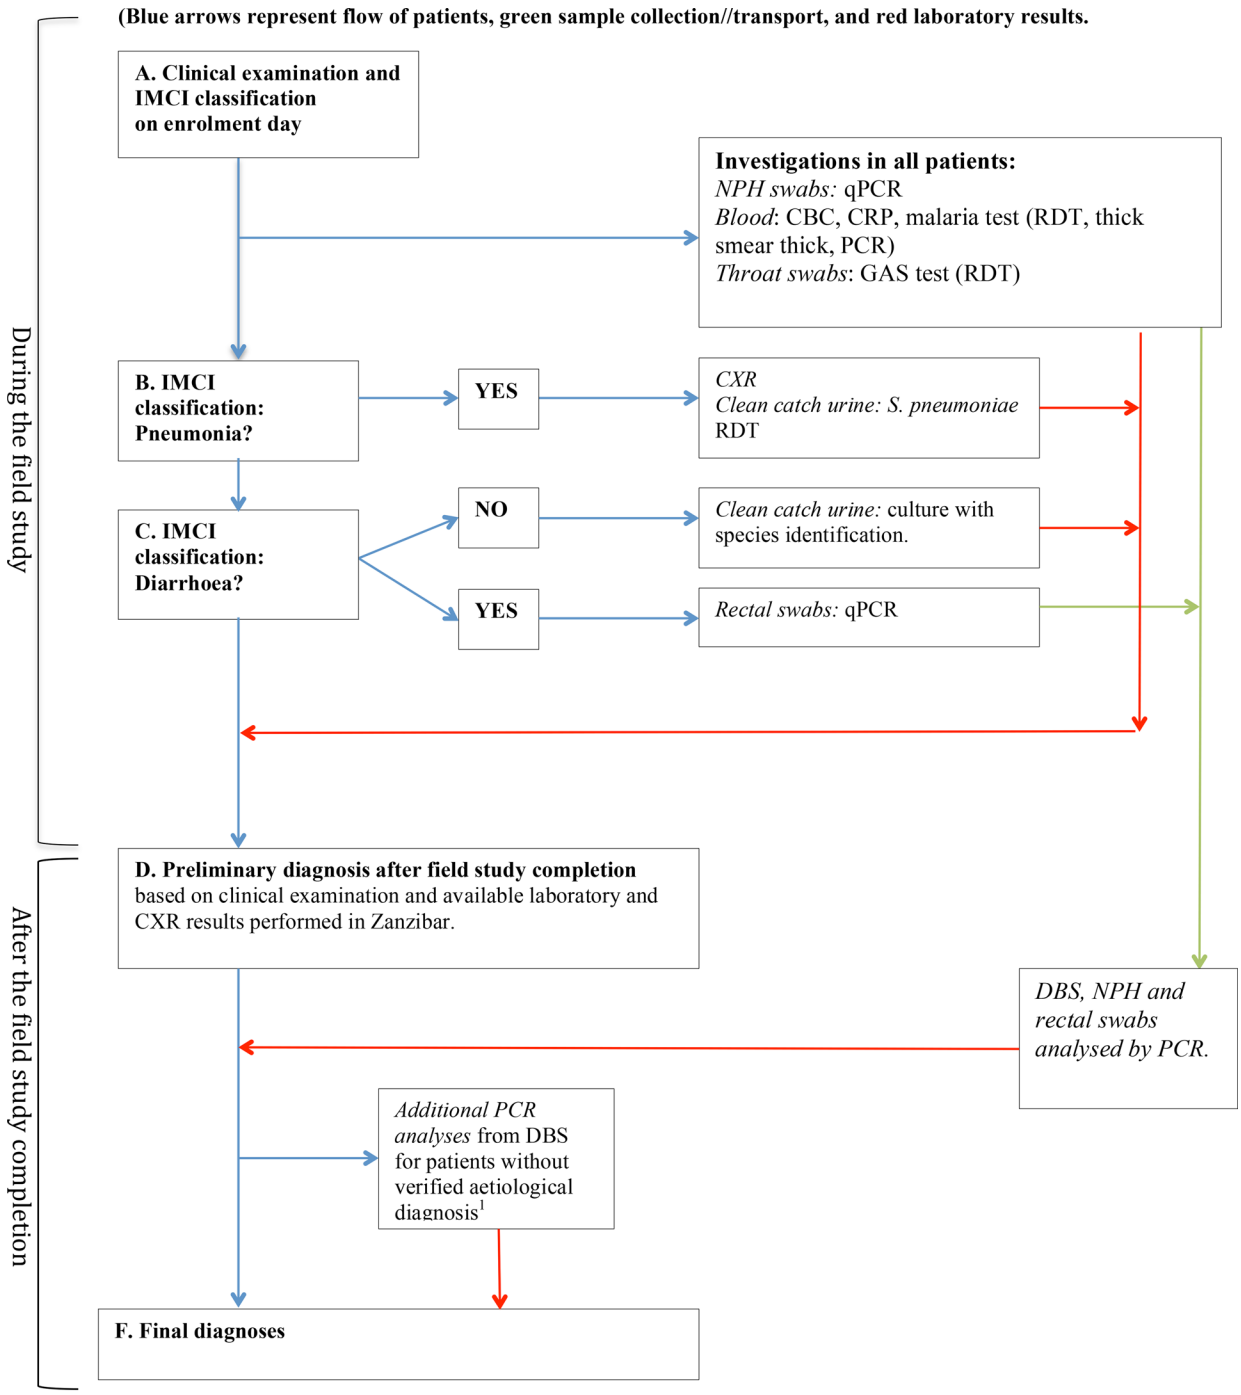 (Blue arrows represent flow of patients, green sample collection//transport, and red laboratory results.
A. Clinical examination and
IMCI classification
on enrolment day
Investigations in all patients:
NPH swabs: qPCR
Blood: CBC, CRP, malaria test (RDT, thick
smear thick, PCR)
Throat swabs: GAS test (RDT)
During the field study
B. IMCI
classification:
Pneumonia?
YES
CXR
Clean catch urine: S. pneumoniae
RDT
C. IMCI
classification:
Diarrhoea?
NO
Clean catch urine: culture with
species identification.
YES
Rectal swabs: qPCR
After the field study completion
D. Preliminary diagnosis after field study completion
based on clinical examination and available laboratory and
CXR results performed in Zanzibar.
DBS, NPH and
rectal swabs
analysed by PCR.
Additional PCR
analyses from DBS
for patients without
verified aetiological
diagnosis1
F. Final diagnoses